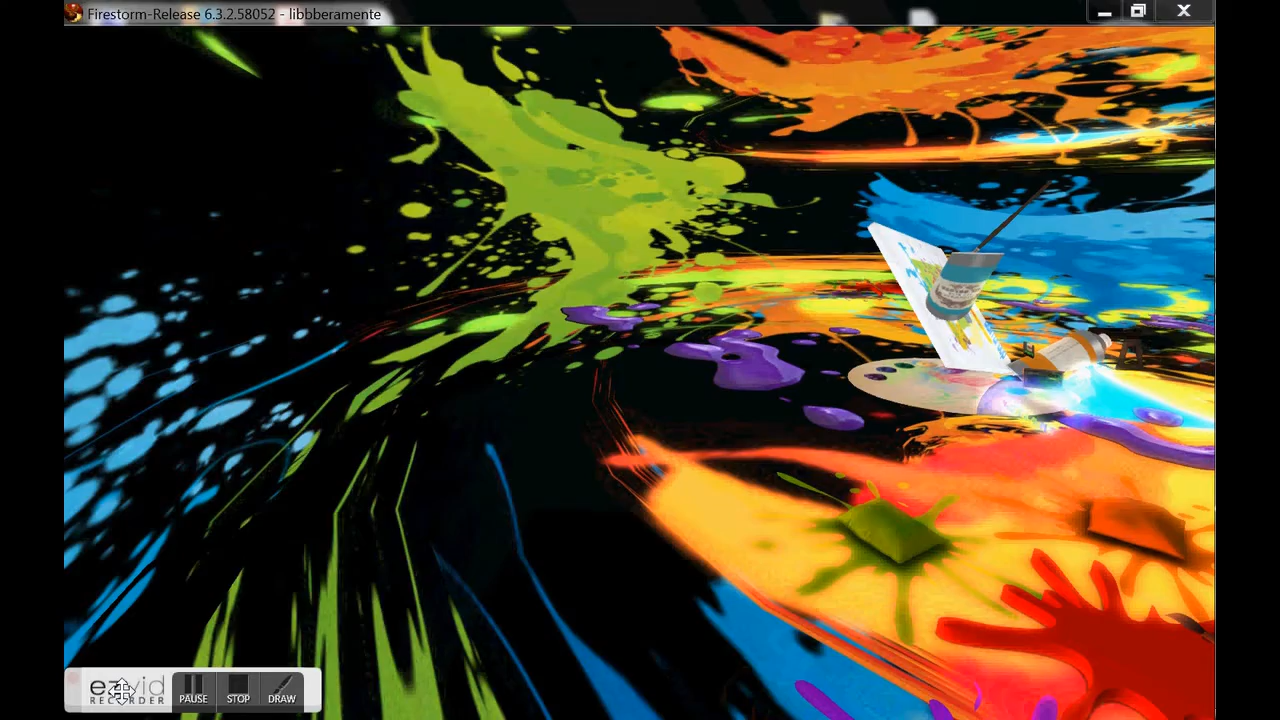 Firestorm-Release 6.3.2.58052 - libbberamente
ezvid
RECORDER
PAUSE
STOP
DRAW